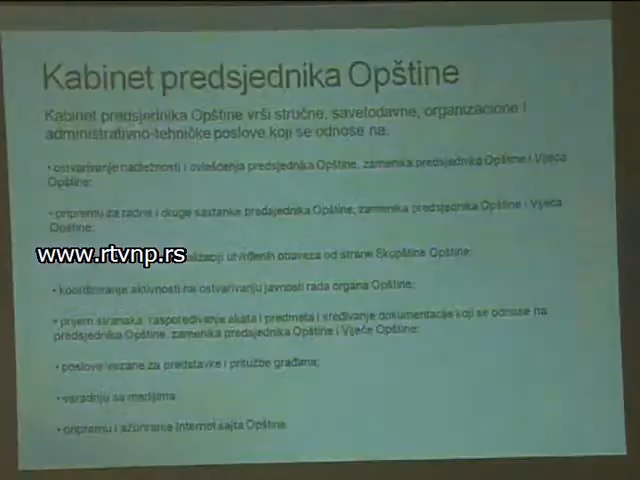 Kabinet predsjednika Opštine
Kabinet predsjednika Opštine vrši stručne, savetodavne, organizacione i
administrativno-tehničke poslove koji se odnose na:
• ostvarivanje nadležnosti i ovlešćenja predsjednika Opštine, zamenika predsjednika Opštine i Vijeća
Opštine;
• pripremu za radne i druge sastanke predsjednika Opštine, zamenika predsjednika Opštine i Vijeća
Opštine;
www.rtvnp.rs
utvrđenih obaveza od strane Skupštine Opštine;
• koordiniranje aktivnosti na ostvarivanju javnosti rada organa Opštine;
• prijem stranaka, raspoređivanje akata i predmeta i sređivanje dokumentacije koji se odnose na
predsjednika Opštine, zamenika predsjednika Opštine i Vijeće Opštine;
• poslove vezane za predstavke i pritužbe građana;
• saradnju sa medijima
• pripremu i ažuriranje Internet sajta Opštine